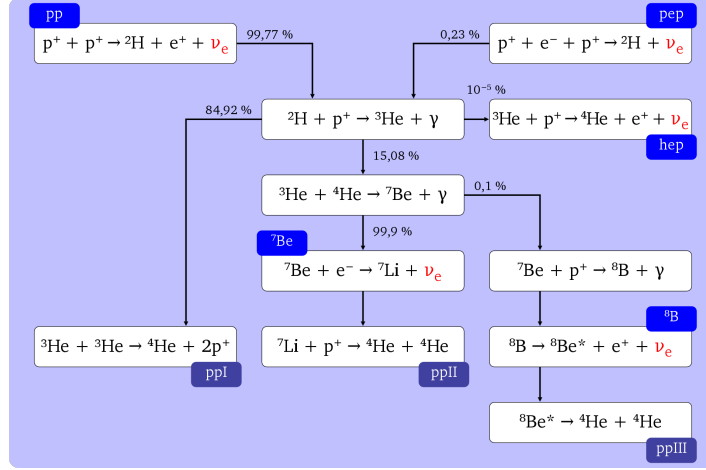 pp
pep
p⁺ + p⁺ → ²H + e⁺ + νₑ
99,77 %
0,23 %
p⁺ + e⁻ + p⁺ → ²H + νₑ
10⁻⁵ %
84,92 %
²H + p⁺ → ³He + γ
³He + p⁺ → ⁴He + e⁺ + νₑ
hep
15,08 %
³He + ⁴He → ⁷Be + γ
0,1 %
99,9 %
⁷Be
⁷Be + e⁻ → ⁷Li + νₑ
⁷Be + p⁺ → ⁸B + γ
⁸B
³He + ³He → ⁴He + 2p⁺
⁷Li + p⁺ → ⁴He + ⁴He
⁸B → ⁸Be* + e⁺ + νₑ
ppI
ppII
⁸Be* → ⁴He + ⁴He
ppIII